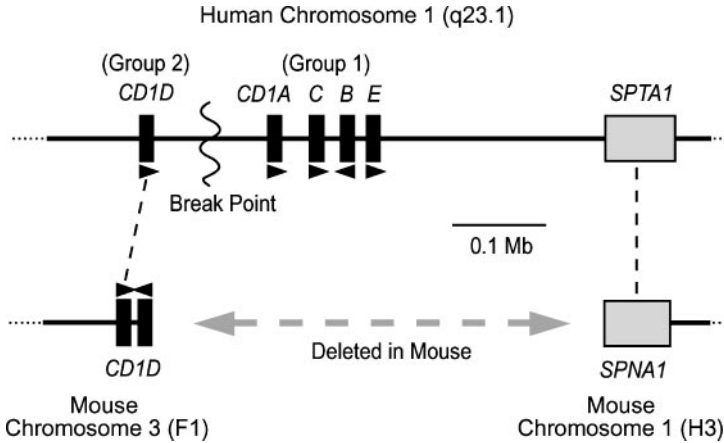 Human Chromosome 1 (q23.1)
(Group 2)
(Group 1)
CD1D
CD1A C B E
SPTA1
Break Point
0.1 Mb
Deleted in Mouse
CD1D
SPNA1
Mouse
Chromosome 3 (F1)
Mouse
Chromosome 1 (H3)